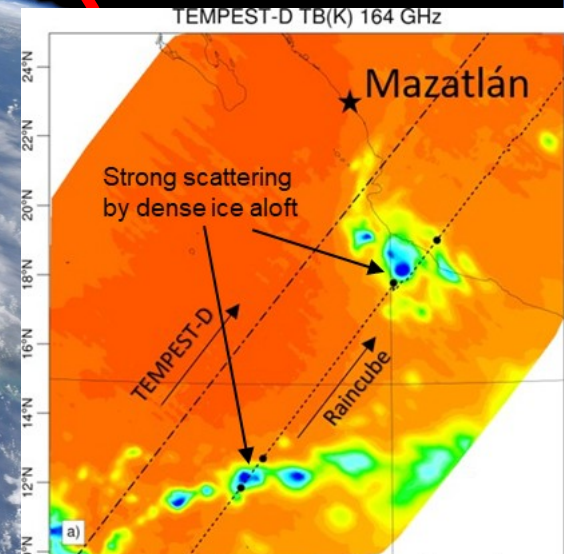 TEMPEST-D TB(K) 164 GHz
24°N
Mazatlán
22°N
Strong scattering
by dense ice aloft
20°N
18°N
TEMPEST-D
16°N
Raincube
14°N
12°N
a)